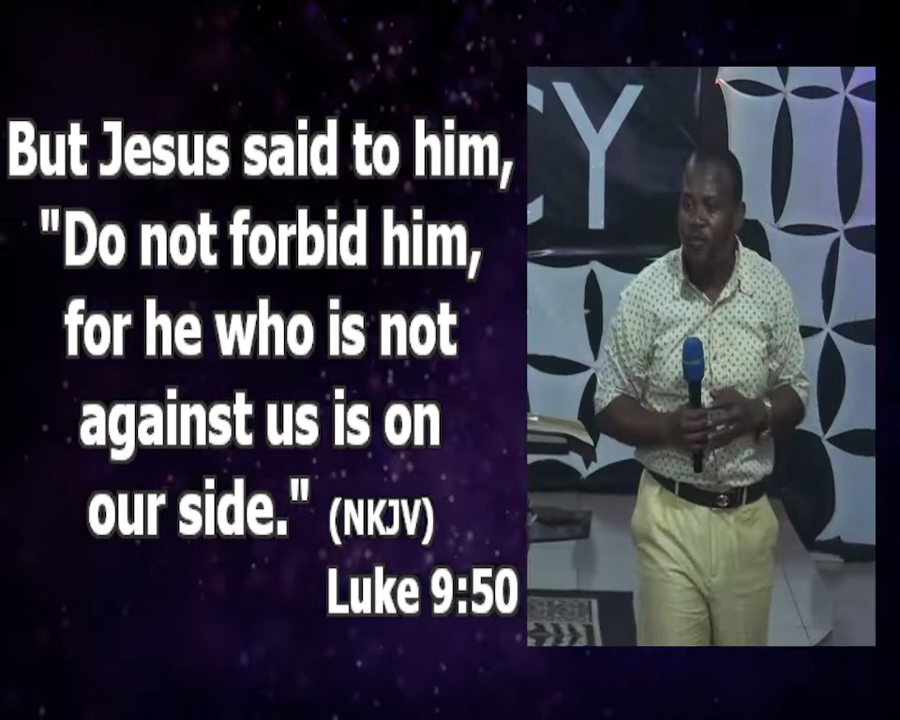 But Jesus said to him,
"Do not forbid him,
for he who is not
against us is on
our side." (NKJV)
Luke 9:50
CY